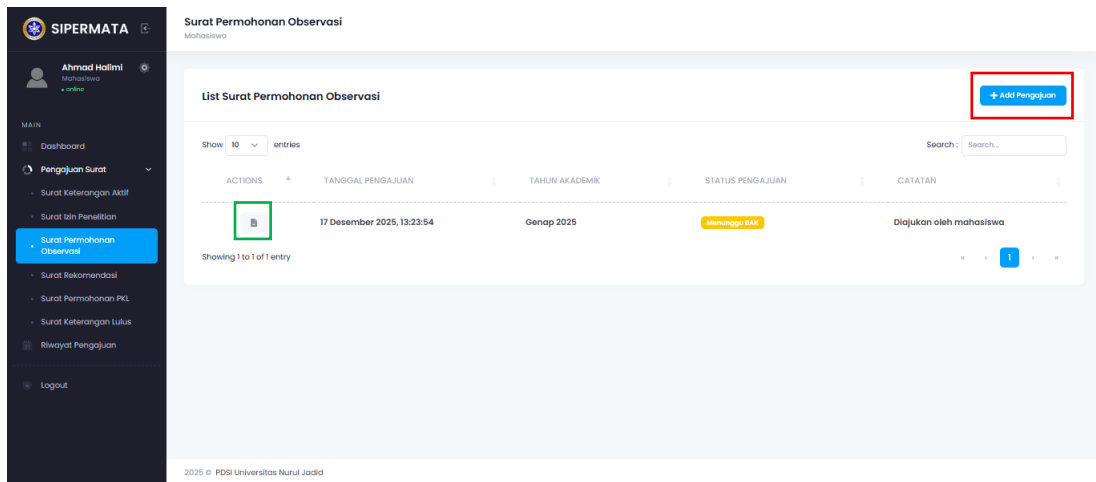 SIPERMATA
Ahmad Halimi
Mahasiswa
online
MAIN
Dashboard
Pengajuan Surat
Surat Keterangan Aktif
Surat Izin Penelitian
Surat Permohonan
Observasi
Surat Rekomendasi
Surat Permohonan PKL
Surat Keterangan Lulus
Riwayat Pengajuan
Logout
Surat Permohonan Observasi
Mahasiswa
List Surat Permohonan Observasi
+ Add Pengajuan
Show 10 entries
Search : Search...
ACTIONS TANGGAL PENGAJUAN TAHUN AKADEMIK STATUS PENGAJUAN CATATAN
17 Desember 2025, 13:23:54 Genap 2025 Menunggu BAK Diajukan oleh mahasiswa
Showing 1 to 1 of 1 entry
« ‹ 1 › »
2025 © PDSI Universitas Nurul Jadid